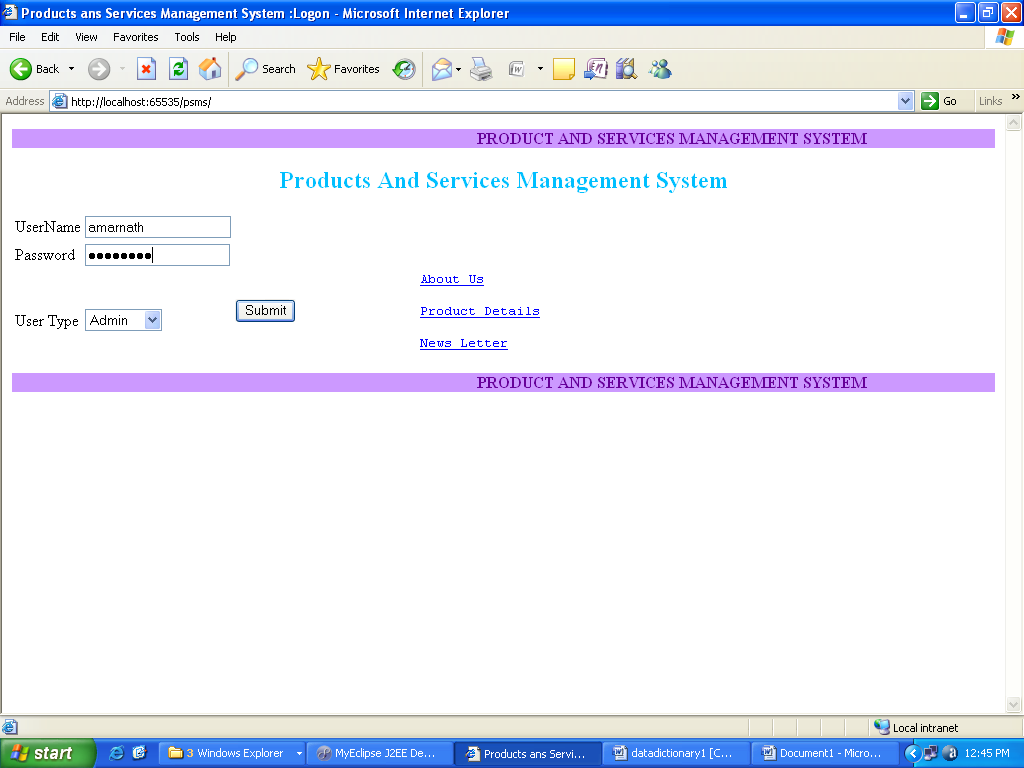 Products ans Services Management System :Logon - Microsoft Internet Explorer
File Edit View Favorites Tools Help
Back Search Favorites
Address http://localhost:65535/psms/ Go Links »
PRODUCT AND SERVICES MANAGEMENT SYSTEM
Products And Services Management System
UserName amarnath
Password ••••••••
About Us
User Type Admin Submit
Product Details
News Letter
PRODUCT AND SERVICES MANAGEMENT SYSTEM
Local intranet
start 3 Windows Explorer MyEclipse J2EE De... Products ans Servi... datadictionary1 [C... Document1 - Micro... 12:45 PM